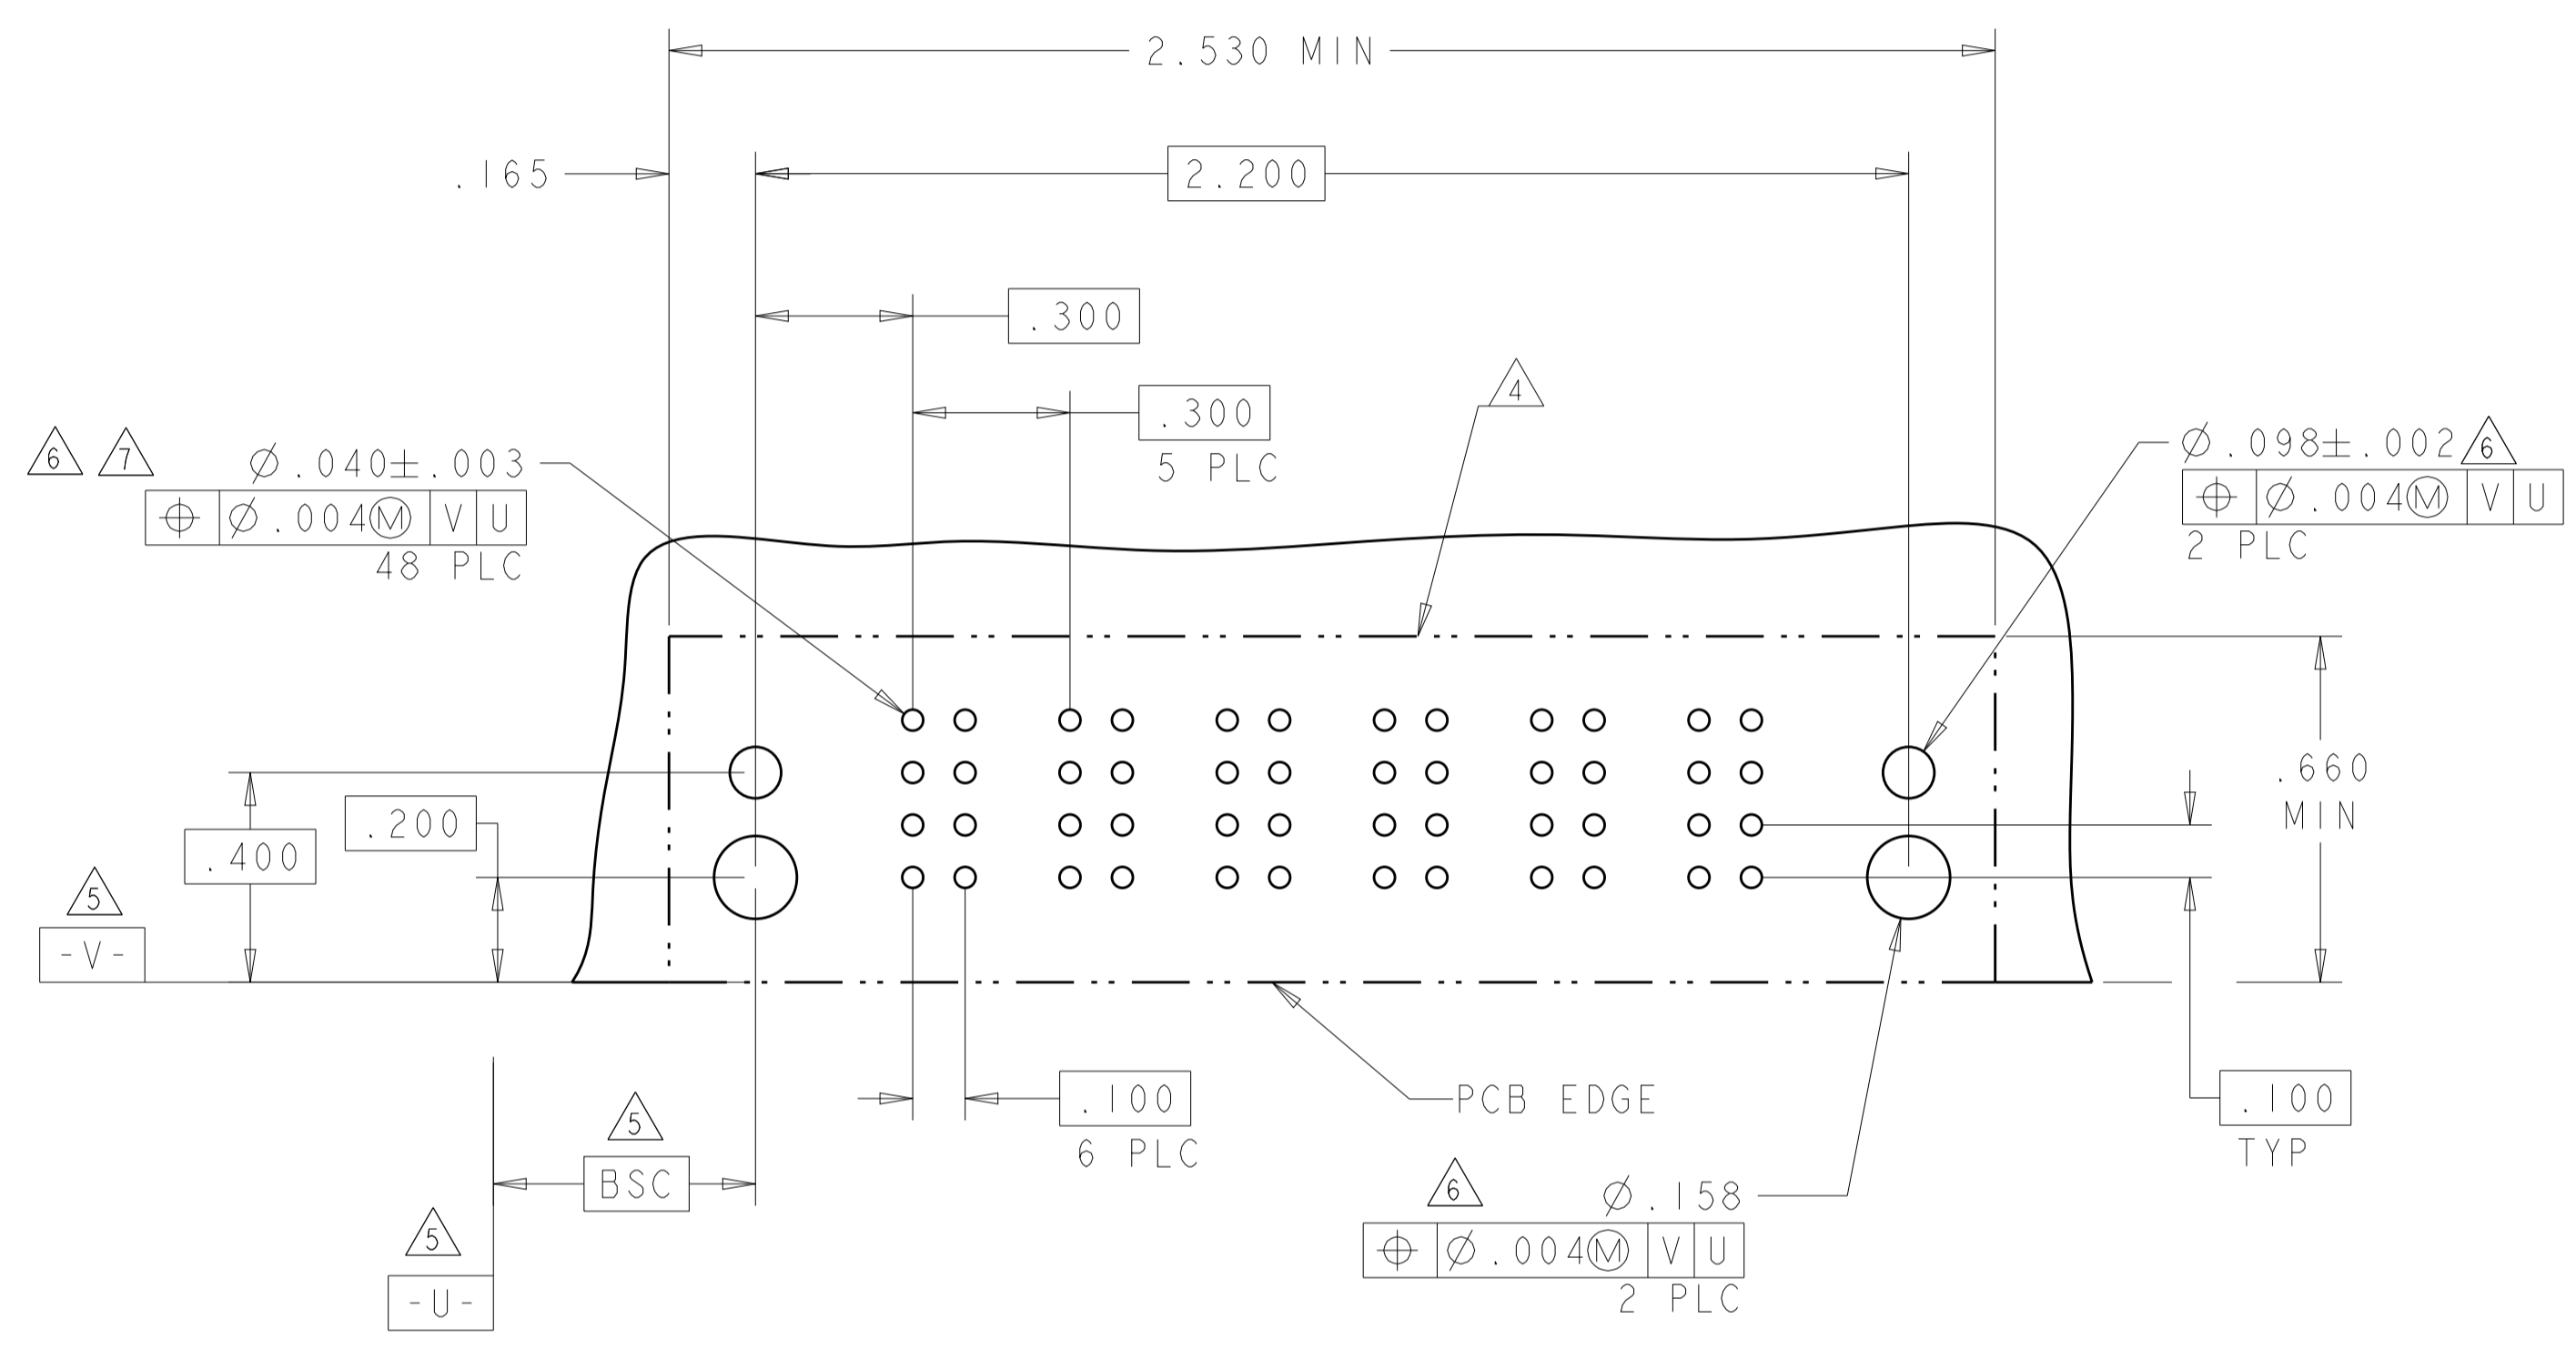 2.530 MIN
.165
2.200
.300
.300
5 PLC
4
6 7 Ø.040±.003
⌖ Ø.004Ⓜ V U
48 PLC
Ø.098±.002 6
⌖ Ø.004Ⓜ V U
2 PLC
.660
MIN
.200
.400
5
-V-
.100
6 PLC
PCB EDGE
.100
TYP
5
BSC
5
-U-
6 Ø.158
⌖ Ø.004Ⓜ V U
2 PLC